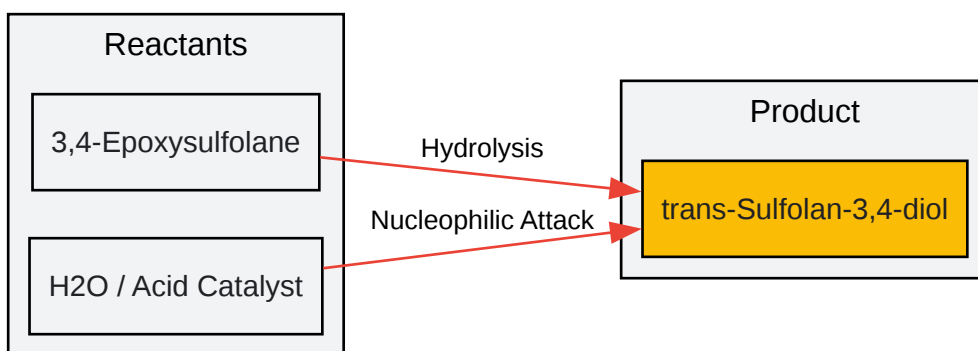 Reactants
3,4-Epoxysulfolane
H2O / Acid Catalyst
Hydrolysis
Nucleophilic Attack
Product
trans-Sulfolan-3,4-diol